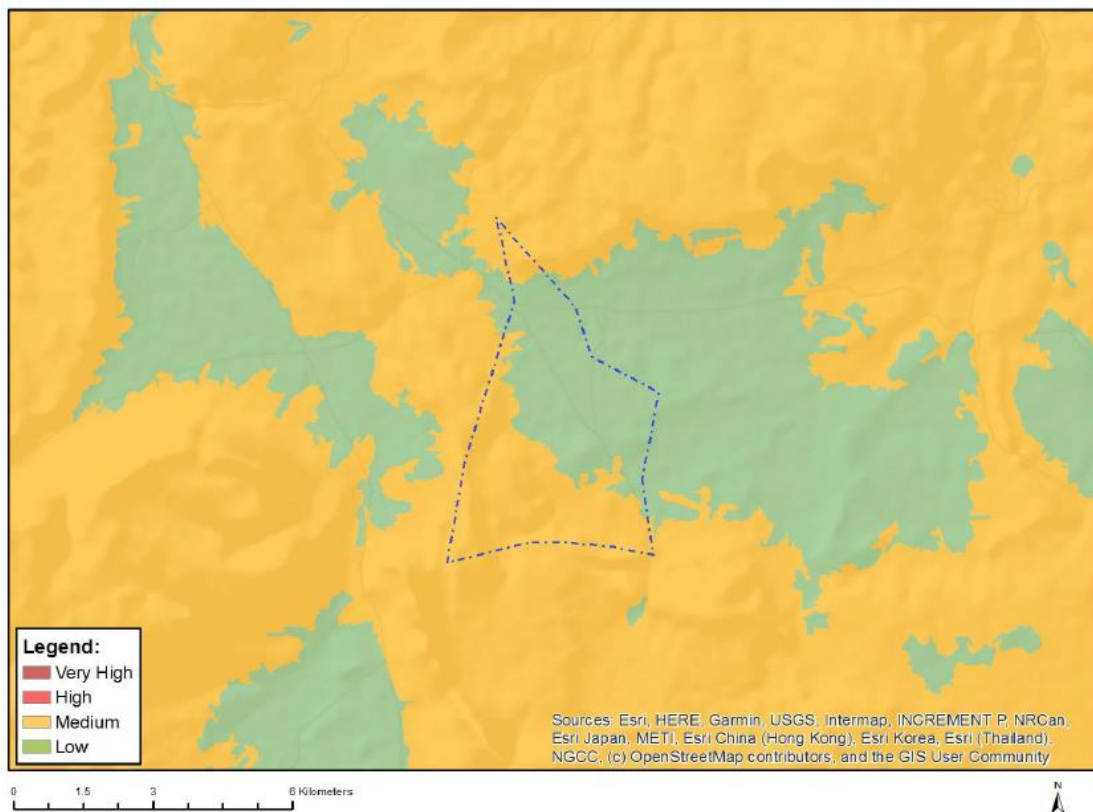 Legend:
Very High
High
Medium
Low
Sources: Esri, HERE, Garmin, USGS, Intermap, INCREMENT P, NRCan,
Esri Japan, METI, Esri China (Hong Kong), Esri Korea, Esri (Thailand),
NGCC, (c) OpenStreetMap contributors, and the GIS User Community
0 1.5 3 6 Kilometers
N